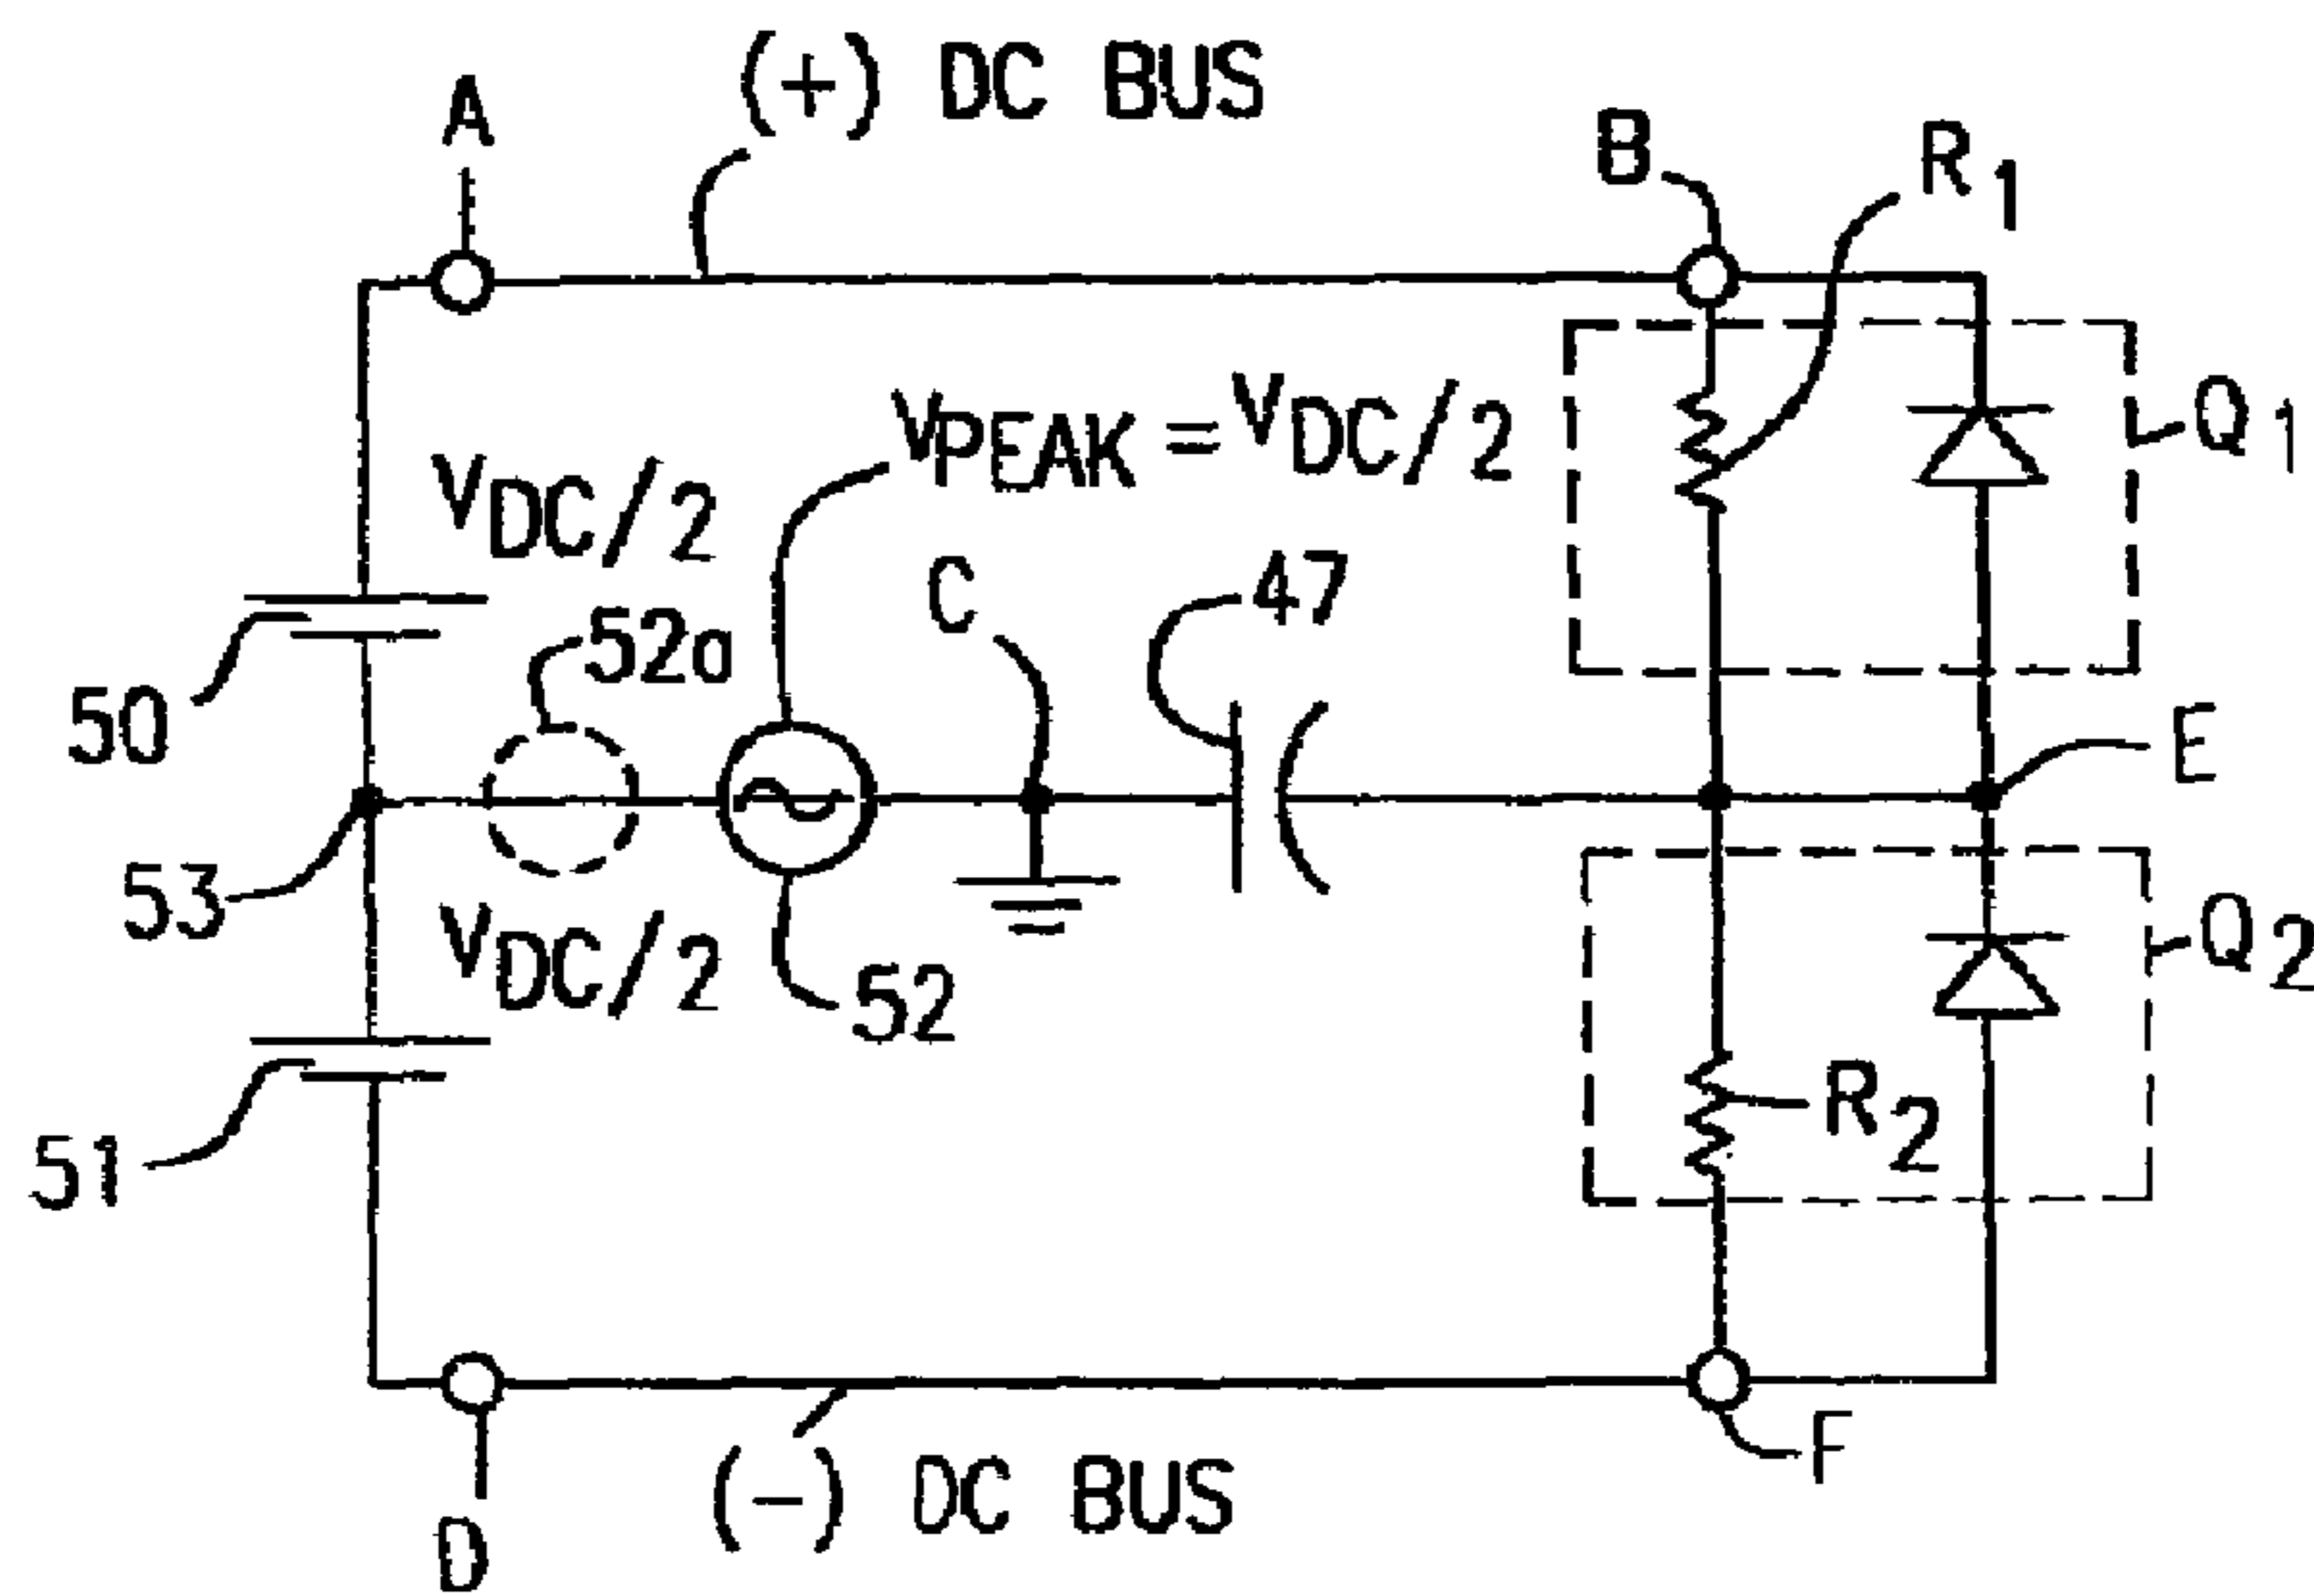 (+) DC BUS
A
B
R1
VPEAK = VDC/2
Q1
VDC/2
C
47
52a
50
E
53
VDC/2
52
Q2
R2
51
F
(-) DC BUS
D